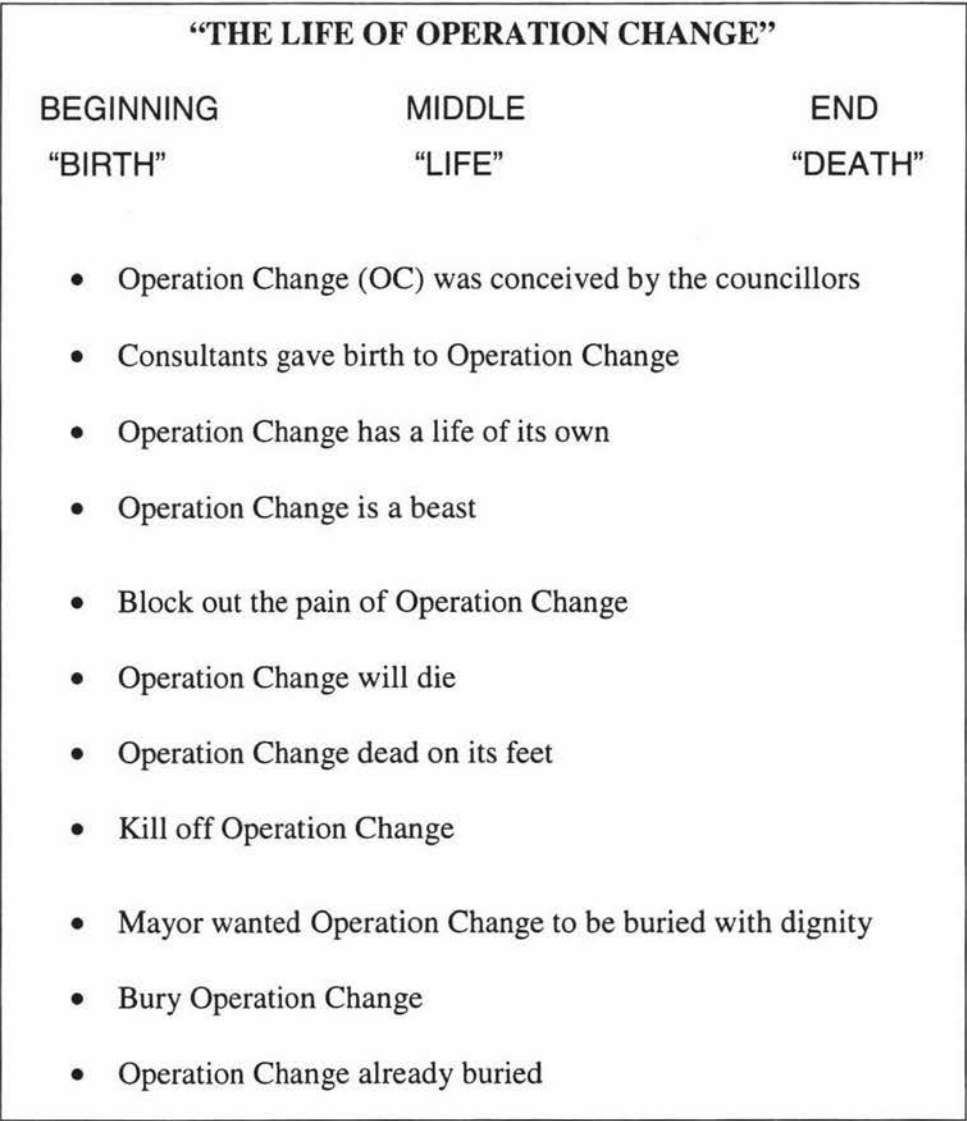 “THE LIFE OF OPERATION CHANGE”
BEGINNING MIDDLE END
“BIRTH” “LIFE” “DEATH”
• Operation Change (OC) was conceived by the councillors
• Consultants gave birth to Operation Change
• Operation Change has a life of its own
• Operation Change is a beast
• Block out the pain of Operation Change
• Operation Change will die
• Operation Change dead on its feet
• Kill off Operation Change
• Mayor wanted Operation Change to be buried with dignity
• Bury Operation Change
• Operation Change already buried